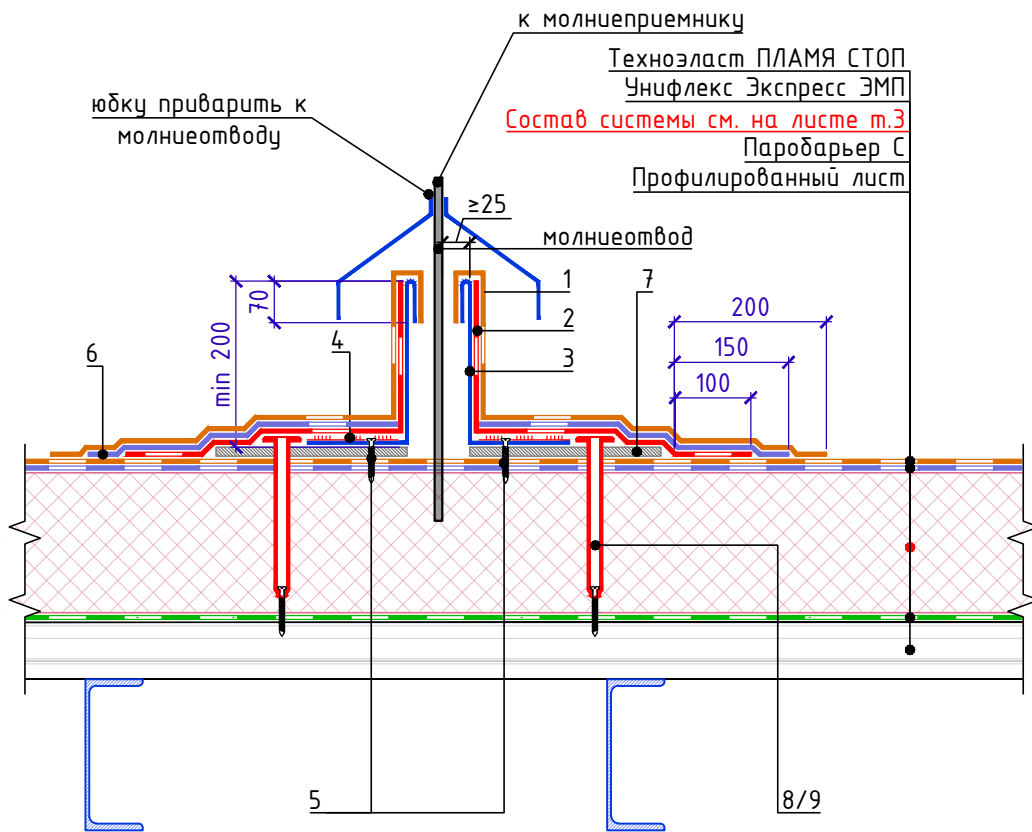 к молниеприемнику
Техноэласт ПЛАМЯ СТОП
Унифлекс Экспресс ЭМП
юбку приварить к
молниеотводу
Состав системы см. на листе т.3
Паробарьер С
Профилированный лист
≥25
молниеотвод
1
7
70
2
200
min 200
4
6
3
150
100
5
8/9